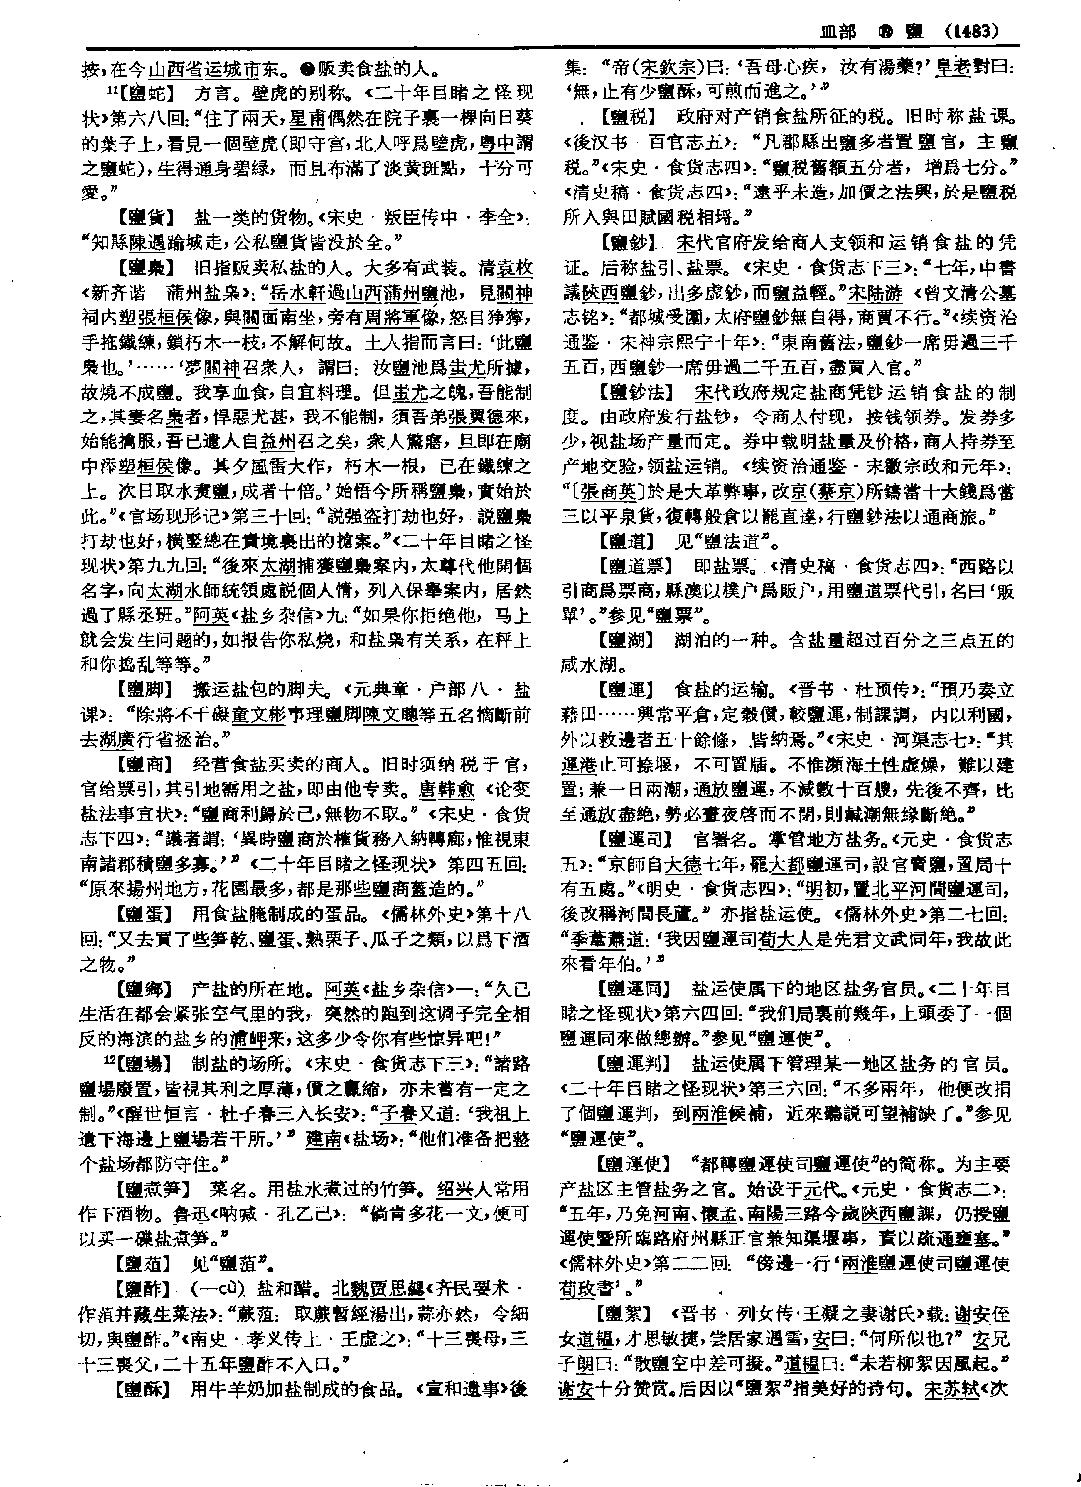 皿部 ⑲ 鹽 (1483)
按,在今山西省运城市东。❷贩卖食盐的人。
¹¹【鹽蛇】 方言。壁虎的别称。《二十年目睹之怪现
状》第六八回:“住了兩天,星甫偶然在院子裏一棵向日葵
的葉子上,看見一個壁虎(即守宫,北人呼爲壁虎,粤中謂
之鹽蛇),生得通身碧緑,而且布滿了淡黄斑點,十分可
愛。”
【鹽貨】 盐一类的货物。《宋史·叛臣传中·李全》:
“知縣陳遇踰城走,公私鹽貨皆没於全。”
【鹽梟】 旧指贩卖私盐的人。大多有武装。清袁枚
《新齐谐 蒲州盐枭》:“岳水軒過山西蒲州鹽池,見關神
祠内塑張桓侯像,與關面南坐,旁有周將軍像,怒目狰獰,
手拖鐵練,鎖朽木一枝,不解何故。土人指而言曰:‘此鹽
梟也。’……‘夢關神召衆人,謂曰:汝鹽池爲蚩尤所據,
故燒不成鹽。我享血食,自宜料理。但蚩尤之魄,吾能制
之,其妻名梟者,悍惡尤甚,我不能制,須吾弟張翼德來,
始能擒服,吾已遣人自益州召之矣,衆人驚寤,旦即在廟
中添塑桓侯像。其夕風雷大作,朽木一根,已在鐵練之
上。次日取水煑鹽,成者十倍。’始悟今所稱鹽梟,實始於
此。”《官场现形记》第三十回:“説强盗打劫也好,説鹽梟
打劫也好,横竪總在貴境裏出的搶案。”《二十年目睹之怪
现状》第九九回:“後來太湖捕獲鹽梟案内,太尊代他開個
名字,向太湖水師統領處説個人情,列入保舉案内,居然
過了縣丞班。”阿英《盐乡杂信》九:“如果你拒绝他,马上
就会发生问题的,如报告你私烧,和盐枭有关系,在秤上
和你捣乱等等。”
【鹽脚】 搬运盐包的脚夫。《元典章·户部八·盐
课》:“除將不干礙童文彬事理鹽脚陳文聰等五名摘斷前
去湖廣行省拯治。”
【鹽商】 经营食盐买卖的商人。旧时须纳税于官,
官给票引,其引地需用之盐,即由他专卖。唐韩愈《论变
盐法事宜状》:“鹽商利歸於己,無物不取。”《宋史·食货
志下四》:“議者謂:‘異時鹽商於榷貨務入納轉廊,惟視東
南諸郡積鹽多寡。’”《二十年目睹之怪现状》第四五回:
“原來揚州地方,花園最多,都是那些鹽商蓋造的。”
【鹽蛋】 用食盐腌制成的蛋品。《儒林外史》第十八
回:“又去買了些笋乾、鹽蛋、熟栗子、瓜子之類,以爲下酒
之物。”
【鹽鄉】 产盐的所在地。阿英《盐乡杂信》一:“久已
生活在都会紧张空气里的我,突然的跑到这调子完全相
反的海滨的盐乡的浦岬来,这多少令你有些惊异吧!”
¹²【鹽場】 制盐的场所。《宋史·食货志下三》:“諸路
鹽場廢置,皆視其利之厚薄,價之贏縮,亦未嘗有一定之
制。”《醒世恒言·杜子春三入长安》:“子春又道:‘我祖上
遺下海邊上鹽場若干所。’”建南《盐场》:“他们准备把整
个盐场都防守住。”
【鹽煮笋】 菜名。用盐水煮过的竹笋。绍兴人常用
作下酒物。鲁迅《呐喊·孔乙己》:“倘肯多花一文,便可
以买一碟盐煮笋。”
【鹽菹】 见“鹽葅”。
【鹽酢】 (—cù) 盐和醋。北魏贾思勰《齐民要术·
作菹并藏生菜法》:“蕨菹:取蕨暫經湯出,蒜亦然,令細
切,與鹽酢。”《南史·孝义传上·王虚之》:“十三喪母,三
十三喪父,二十五年鹽酢不入口。”
【鹽酥】 用牛羊奶加盐制成的食品。《宣和遗事》後
集:“帝(宋欽宗)曰:‘吾母心疾,汝有湯藥?’阜老對曰:
‘無,止有少鹽酥,可煎而進之。’”
【鹽税】 政府对产销食盐所征的税。旧时称盐课。
《後汉书·百官志五》:“凡郡縣出鹽多者置鹽官,主鹽
税。”《宋史·食货志四》:“鹽税舊額五分者,增爲七分。”
《清史稿·食货志四》:“逮乎末造,加價之法興,於是鹽税
所入與田賦國税相埒。”
【鹽鈔】 宋代官府发给商人支领和运销食盐的凭
证。后称盐引、盐票。《宋史·食货志下三》:“七年,中書
議陝西鹽鈔,出多虚鈔,而鹽益輕。”宋陆游《曾文清公墓
志铭》:“都城受圍,太府鹽鈔無自得,商賈不行。”《续资治
通鉴·宋神宗熙宁十年》:“東南舊法,鹽鈔一席毋過三千
五百,西鹽鈔一席毋過二千五百,盡買入官。”
【鹽鈔法】 宋代政府规定盐商凭钞运销食盐的制
度。由政府发行盐钞,令商人付现,按钱领券。发券多
少,视盐场产量而定。券中载明盐量及价格,商人持券至
产地交验,领盐运销。《续资治通鉴·宋徽宗政和元年》:
“〔張商英〕於是大革弊事,改京(蔡京)所鑄當十大錢爲當
三以平泉貨,復轉般倉以罷直達,行鹽鈔法以通商旅。”
【鹽道】 见“鹽法道”。
【鹽道票】 即盐票。《清史稿·食货志四》:“西路以
引商爲票商,縣澳以樸户爲販户,用鹽道票代引,名曰‘販
單’。”参见“鹽票”。
【鹽湖】 湖泊的一种。含盐量超过百分之三点五的
咸水湖。
【鹽運】 食盐的运输。《晋书·杜预传》:“預乃奏立
藉田……興常平倉,定穀價,較鹽運,制課調,内以利國,
外以救邊者五十餘條,皆納焉。”《宋史·河渠志七》:“其
運港止可捺堰,不可置牐。不惟瀕海土性虚燥,難以建
置;兼一日兩潮,通放鹽運,不減數十百艘,先後不齊,比
至通放盡絶,勢必晝夜啓而不閉,則鹹潮無緣斷絶。”
【鹽運司】 官署名。掌管地方盐务。《元史·食货志
五》:“京師自大德七年,罷大都鹽運司,設官賣鹽,置局十
有五處。”《明史·食货志四》:“明初,置北平河間鹽運司,
後改稱河間長蘆。”亦指盐运使。《儒林外史》第二七回:
“季葦蕭道:‘我因鹽運司荀大人是先君文武同年,我故此
來看年伯。’”
【鹽運同】 盐运使属下的地区盐务官员。《二十年目
睹之怪现状》第六四回:“我们局裏前幾年,上頭委了一個
鹽運同來做總辦。”参见“鹽運使”。
【鹽運判】 盐运使属下管理某一地区盐务的官员。
《二十年目睹之怪现状》第三六回:“不多兩年,他便改捐
了個鹽運判,到兩淮候補,近來聽説可望補缺了。”参见
“鹽運使”。
【鹽運使】 “都轉鹽運使司鹽運使”的简称。为主要
产盐区主管盐务之官。始设于元代。《元史·食货志二》:
“五年,乃免河南、懷孟、南陽三路今歲陝西鹽課,仍授鹽
運使暨所臨路府州縣正官兼知渠堰事,責以疏通壅塞。”
《儒林外史》第二二回:“傍邊一行‘兩淮鹽運使司鹽運使
荀玫書’。”
【鹽絮】 《晋书·列女传·王凝之妻谢氏》载:谢安侄
女道韫,才思敏捷,尝居家遇雪,安曰:“何所似也?”安兄
子朗曰:“散鹽空中差可擬。”道韫曰:“未若柳絮因風起。”
谢安十分赞赏。后因以“鹽絮”指美好的诗句。宋苏轼《次